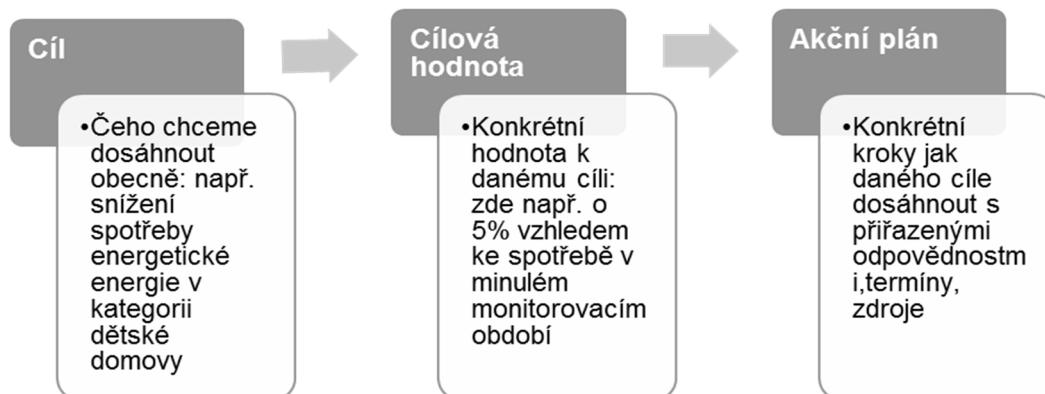 Cíl
•Čeho chceme
dosáhnout
obecně: např.
snížení
spotřeby
energetické
energie v
kategorii
dětské
domovy
Cílová
hodnota
•Konkrétní
hodnota k
danému cíli:
zde např. o
5% vzhledem
ke spotřebě v
minulém
monitorovacím
období
Akční plán
•Konkrétní
kroky jak
daného cíle
dosáhnout s
přiřazenými
odpovědnostm
i,termíny,
zdroje